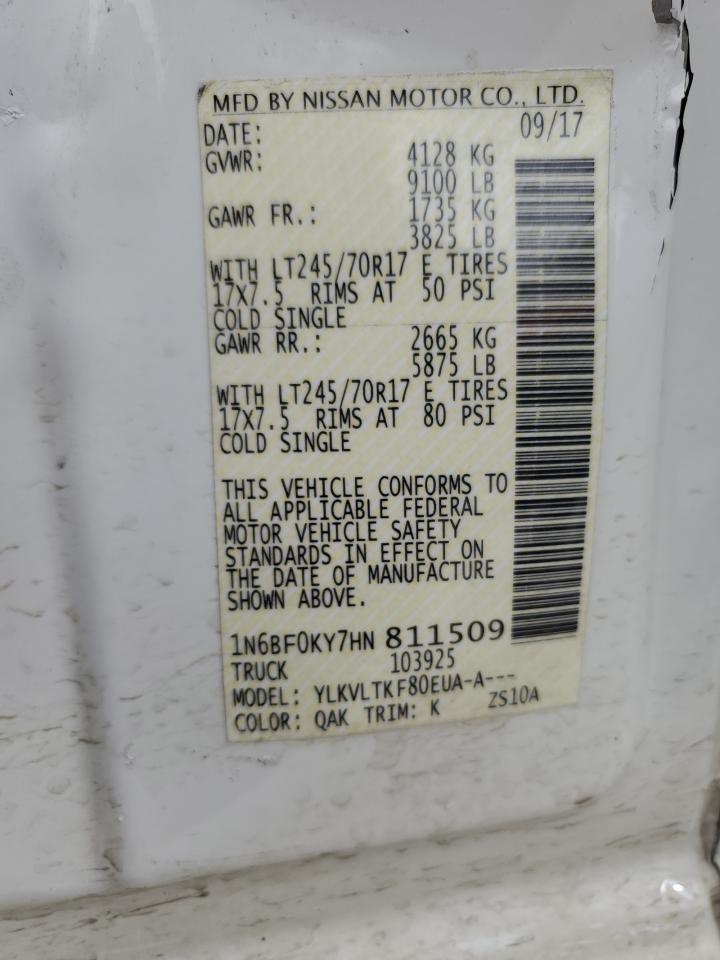 MFD BY NISSAN MOTOR CO., LTD.
DATE: 09/17
GVWR: 4128 KG
9100 LB
GAWR FR.: 1735 KG
3825 LB
WITH LT245/70R17 E TIRES
17X7.5 RIMS AT 50 PSI
COLD SINGLE
GAWR RR.: 2665 KG
5875 LB
WITH LT245/70R17 E TIRES
17X7.5 RIMS AT 80 PSI
COLD SINGLE
THIS VEHICLE CONFORMS TO
ALL APPLICABLE FEDERAL
MOTOR VEHICLE SAFETY
STANDARDS IN EFFECT ON
THE DATE OF MANUFACTURE
SHOWN ABOVE.
1N6BF0KY7HN 811509
TRUCK 103925
MODEL: YLKVLTKF80EUA-A---
COLOR: QAK TRIM: K ZS10A